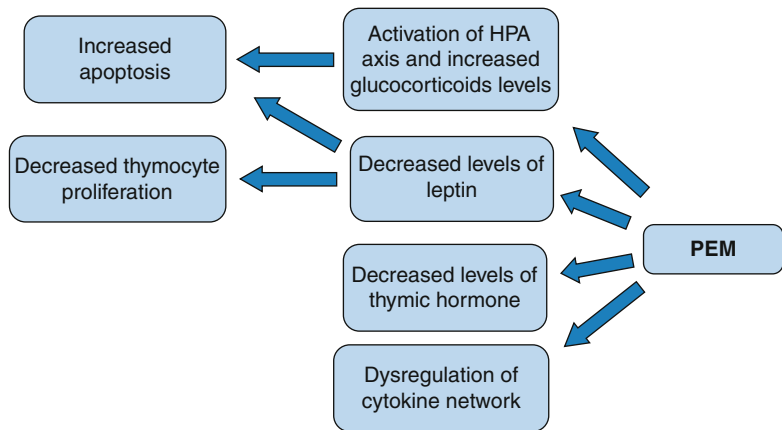 Increased
apoptosis
Activation of HPA
axis and increased
glucocorticoids levels
Decreased thymocyte
proliferation
Decreased levels of
leptin
PEM
Decreased levels of
thymic hormone
Dysregulation of
cytokine network